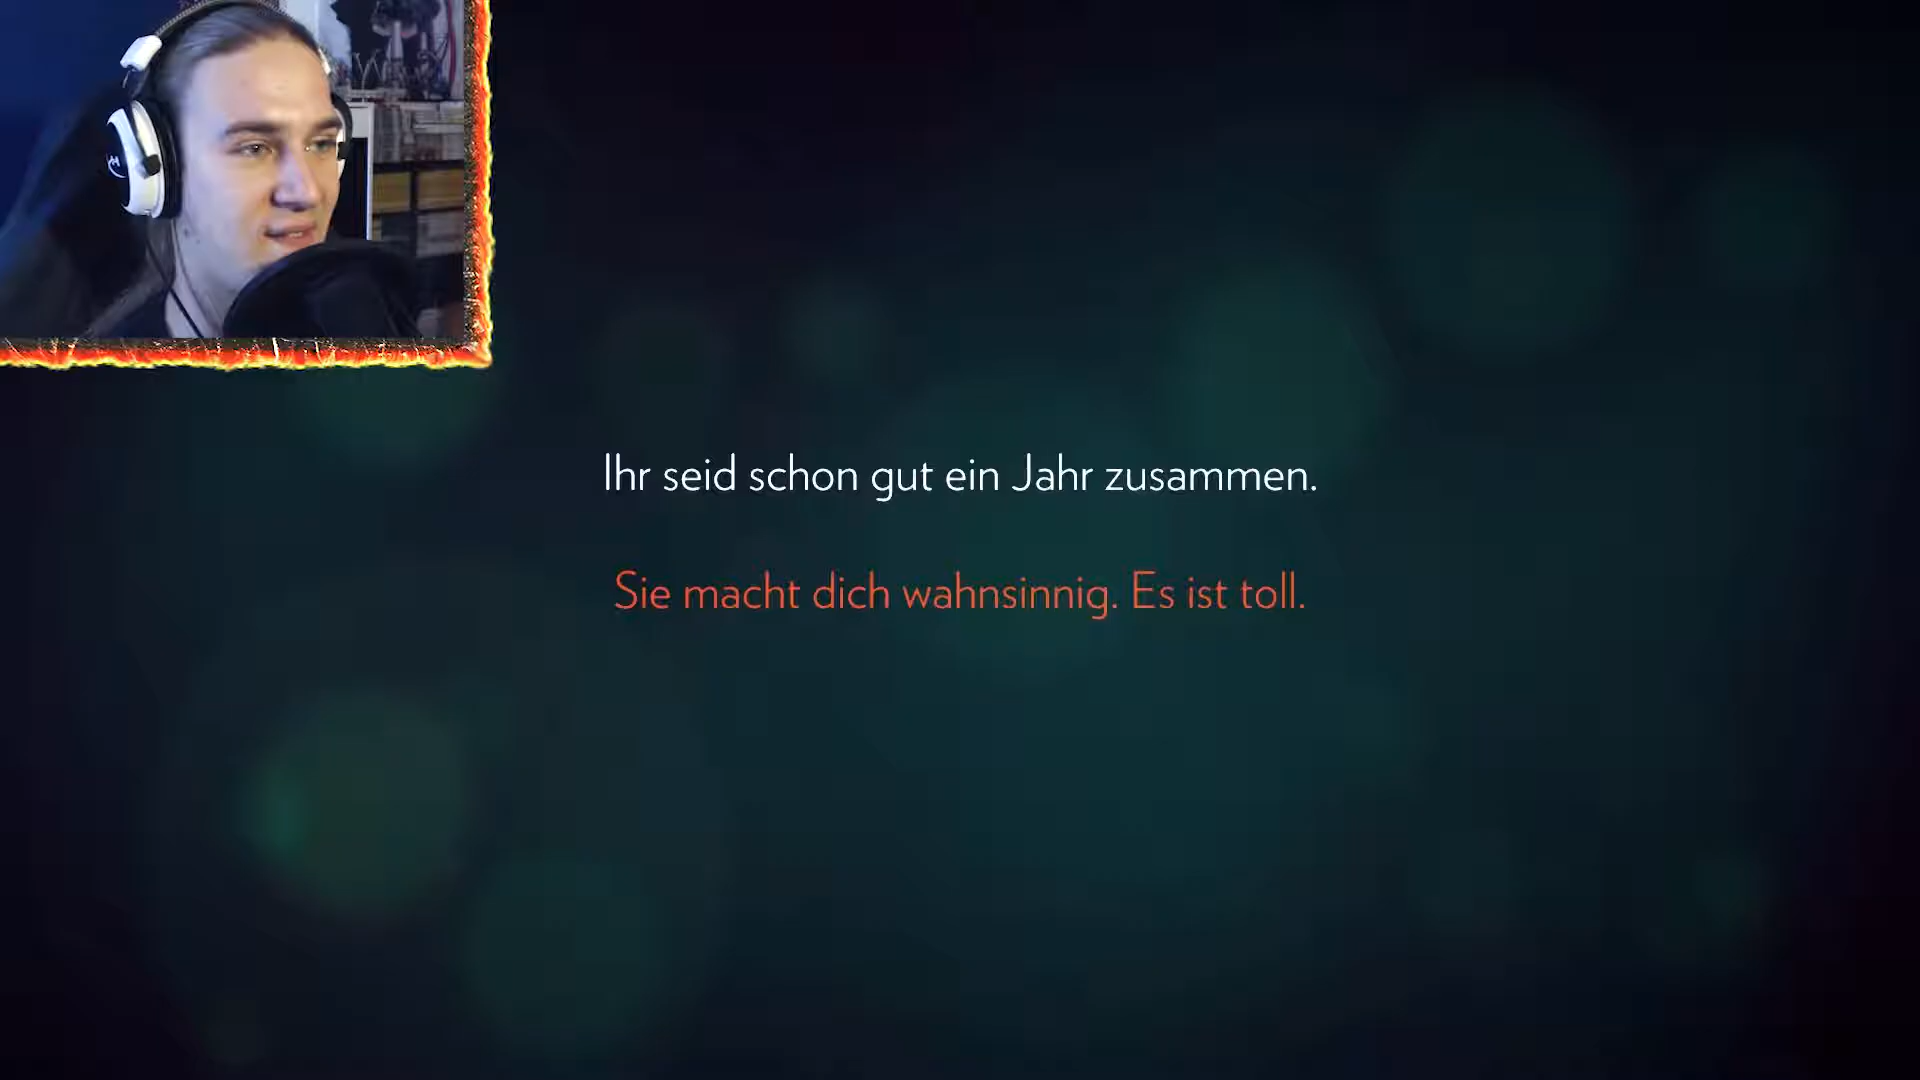 Ihr seid schon gut ein Jahr zusammen.
Sie macht dich wahnsinnig. Es ist toll.